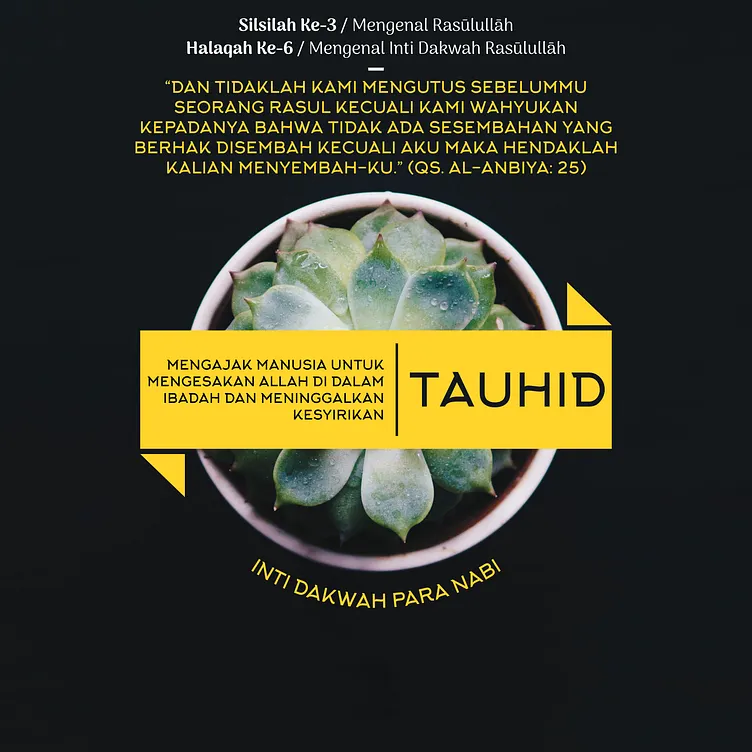 Silsilah Ke-3 / Mengenal Rasūlullāh
Halaqah Ke-6 / Mengenal Inti Dakwah Rasūlullāh
“DAN TIDAKLAH KAMI MENGUTUS SEBELUMMU
SEORANG RASUL KECUALI KAMI WAHYUKAN
KEPADANYA BAHWA TIDAK ADA SESEMBAHAN YANG
BERHAK DISEMBAH KECUALI AKU MAKA HENDAKLAH
KALIAN MENYEMBAH-KU.” (QS. AL-ANBIYA: 25)
MENGAJAK MANUSIA UNTUK
MENGESAKAN ALLAH DI DALAM
IBADAH DAN MENINGGALKAN
KESYIRIKAN
TAUHID
INTI DAKWAH PARA NABI